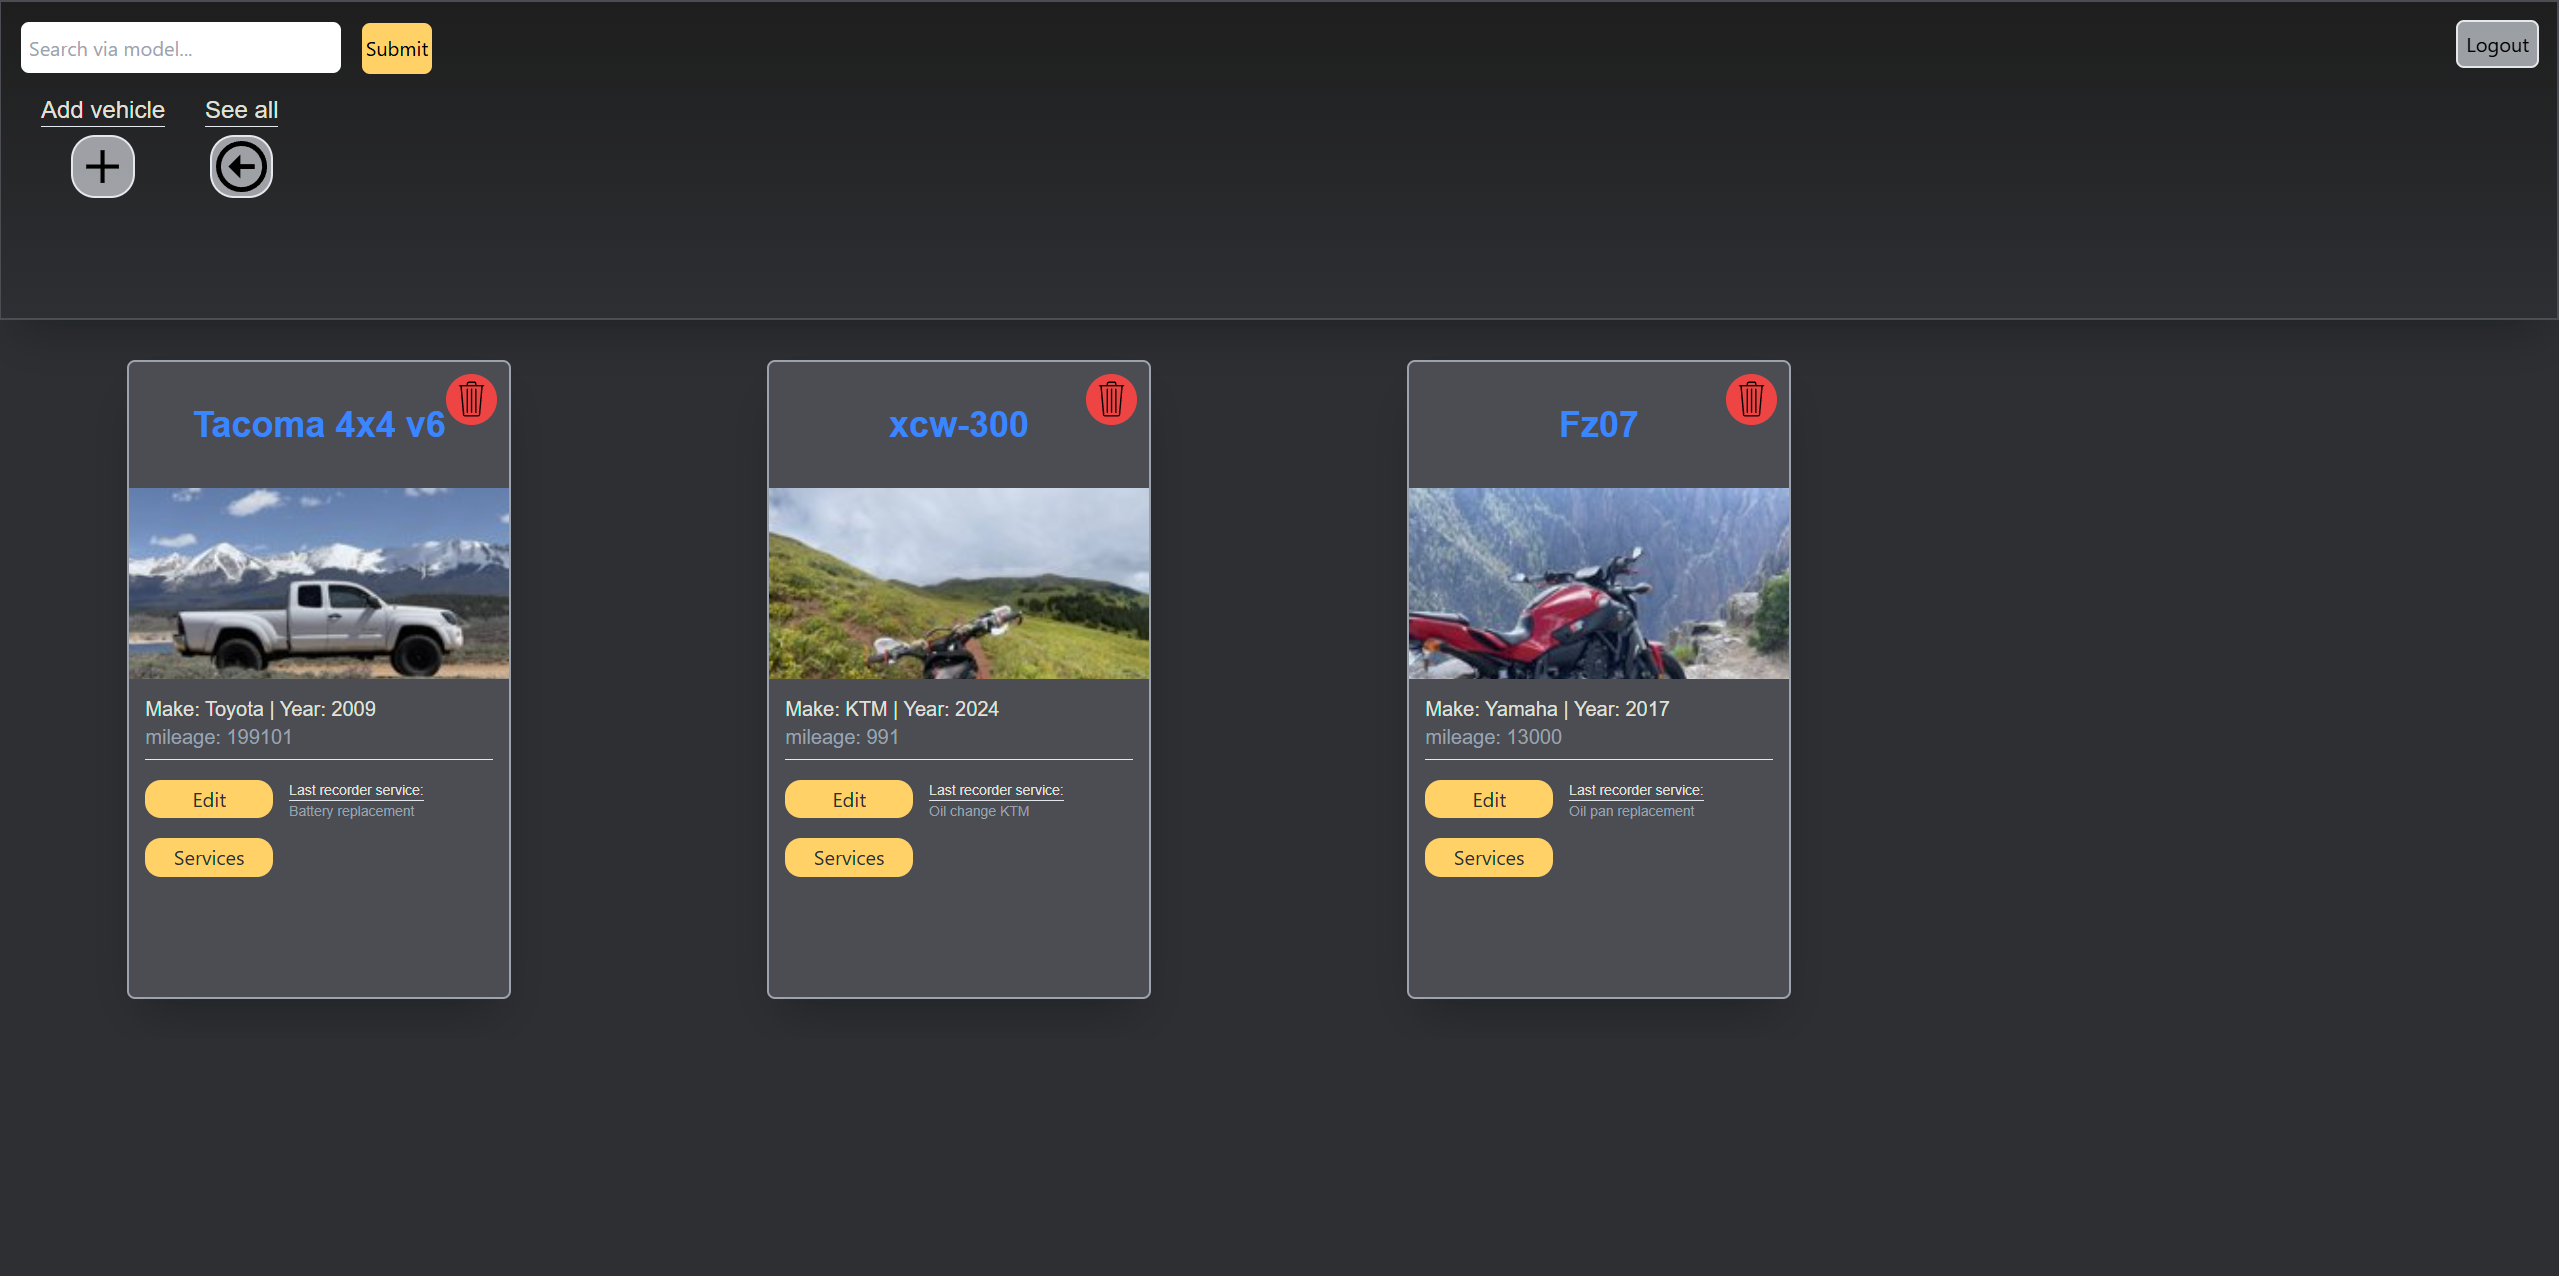 Search via model...
Submit
Logout
Add vehicle
See all
Tacoma 4x4 v6
Make: Toyota | Year: 2009
mileage: 199101
Edit
Last recorder service:
Battery replacement
Services
xcw-300
Make: KTM | Year: 2024
mileage: 991
Edit
Last recorder service:
Oil change KTM
Services
Fz07
Make: Yamaha | Year: 2017
mileage: 13000
Edit
Last recorder service:
Oil pan replacement
Services